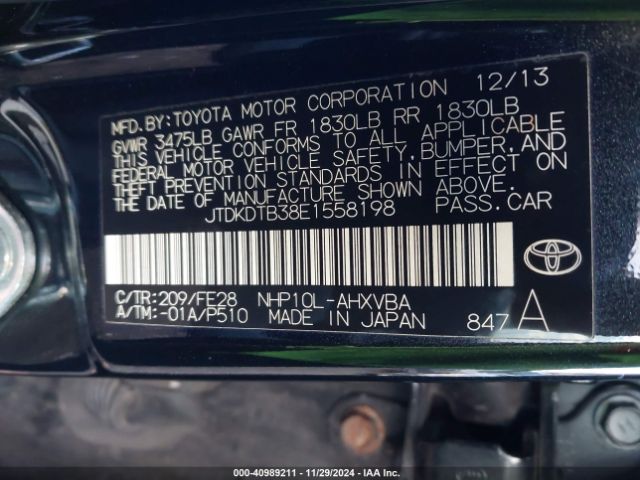 MFD.BY:TOYOTA MOTOR CORPORATION 12/13
GVWR 3475LB GAWR FR 1830LB RR 1830LB
THIS VEHICLE CONFORMS TO ALL APPLICABLE
FEDERAL MOTOR VEHICLE SAFETY, BUMPER, AND
THEFT PREVENTION STANDARDS IN EFFECT ON
THE DATE OF MANUFACTURE SHOWN ABOVE.
JTDKDTB38E1558198 PASS.CAR
C/TR:209/FE28 NHP10L-AHXVBA
A/TM:-01A/P510 MADE IN JAPAN 847 A
TOYOTA
000-40989211 - 11/29/2024 - IAA Inc.